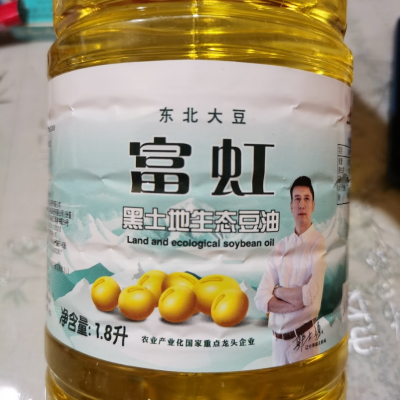 东北大豆
富虹
黑土地生态豆油
Land and ecological soybean oil
净含量: 1.8升
农业产业化国家重点龙头企业